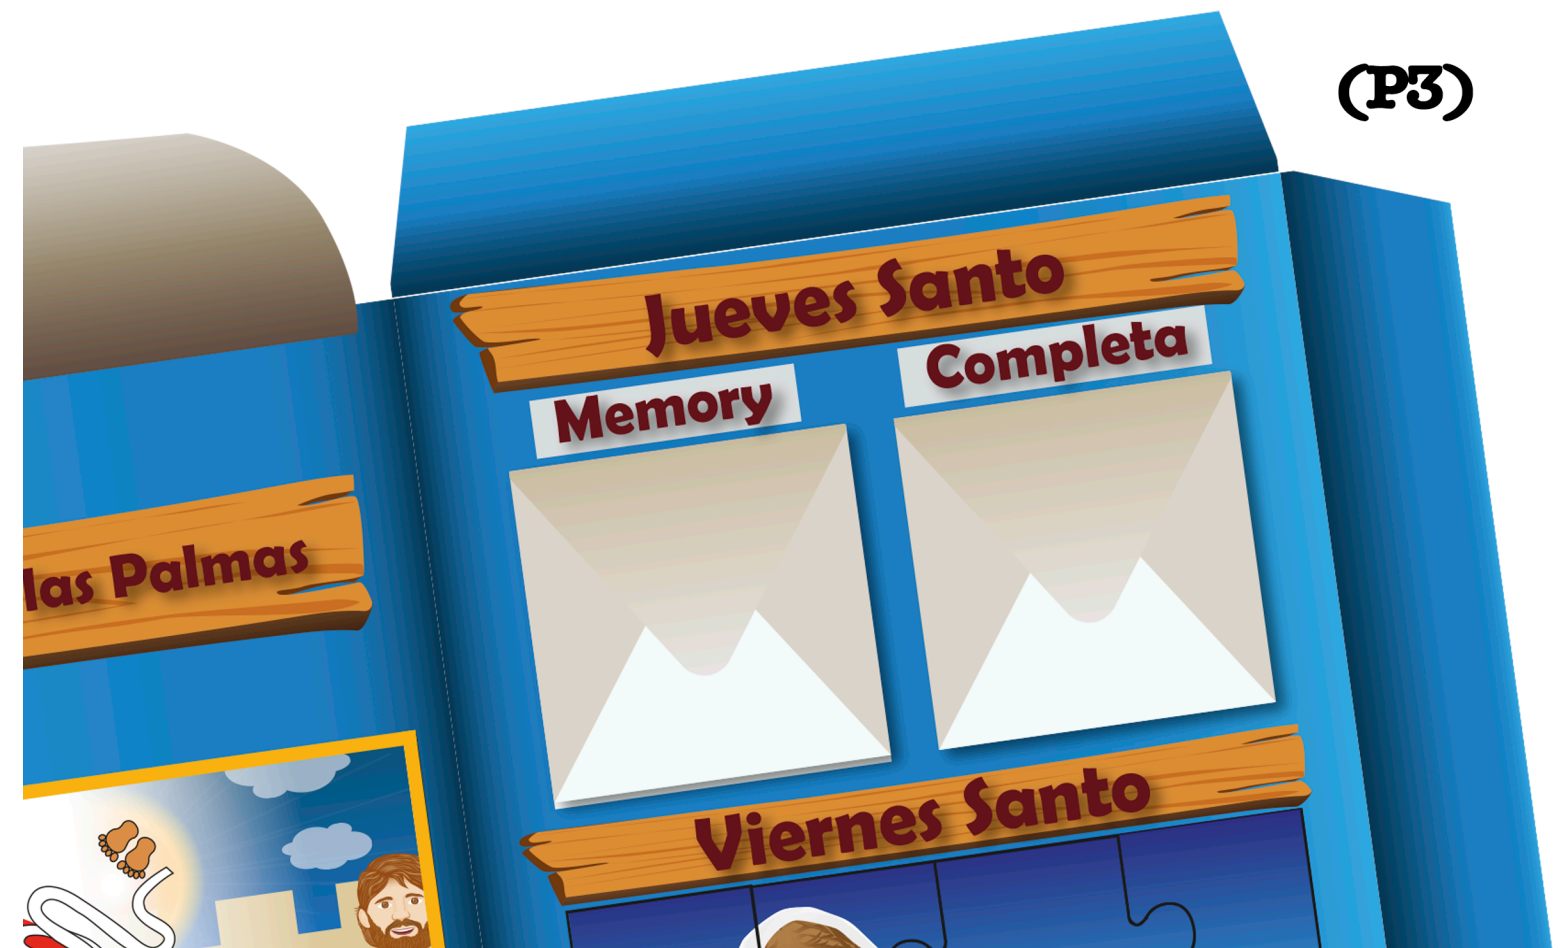 (P3)
Jueves Santo
Memory
Completa
las Palmas
Viernes Santo